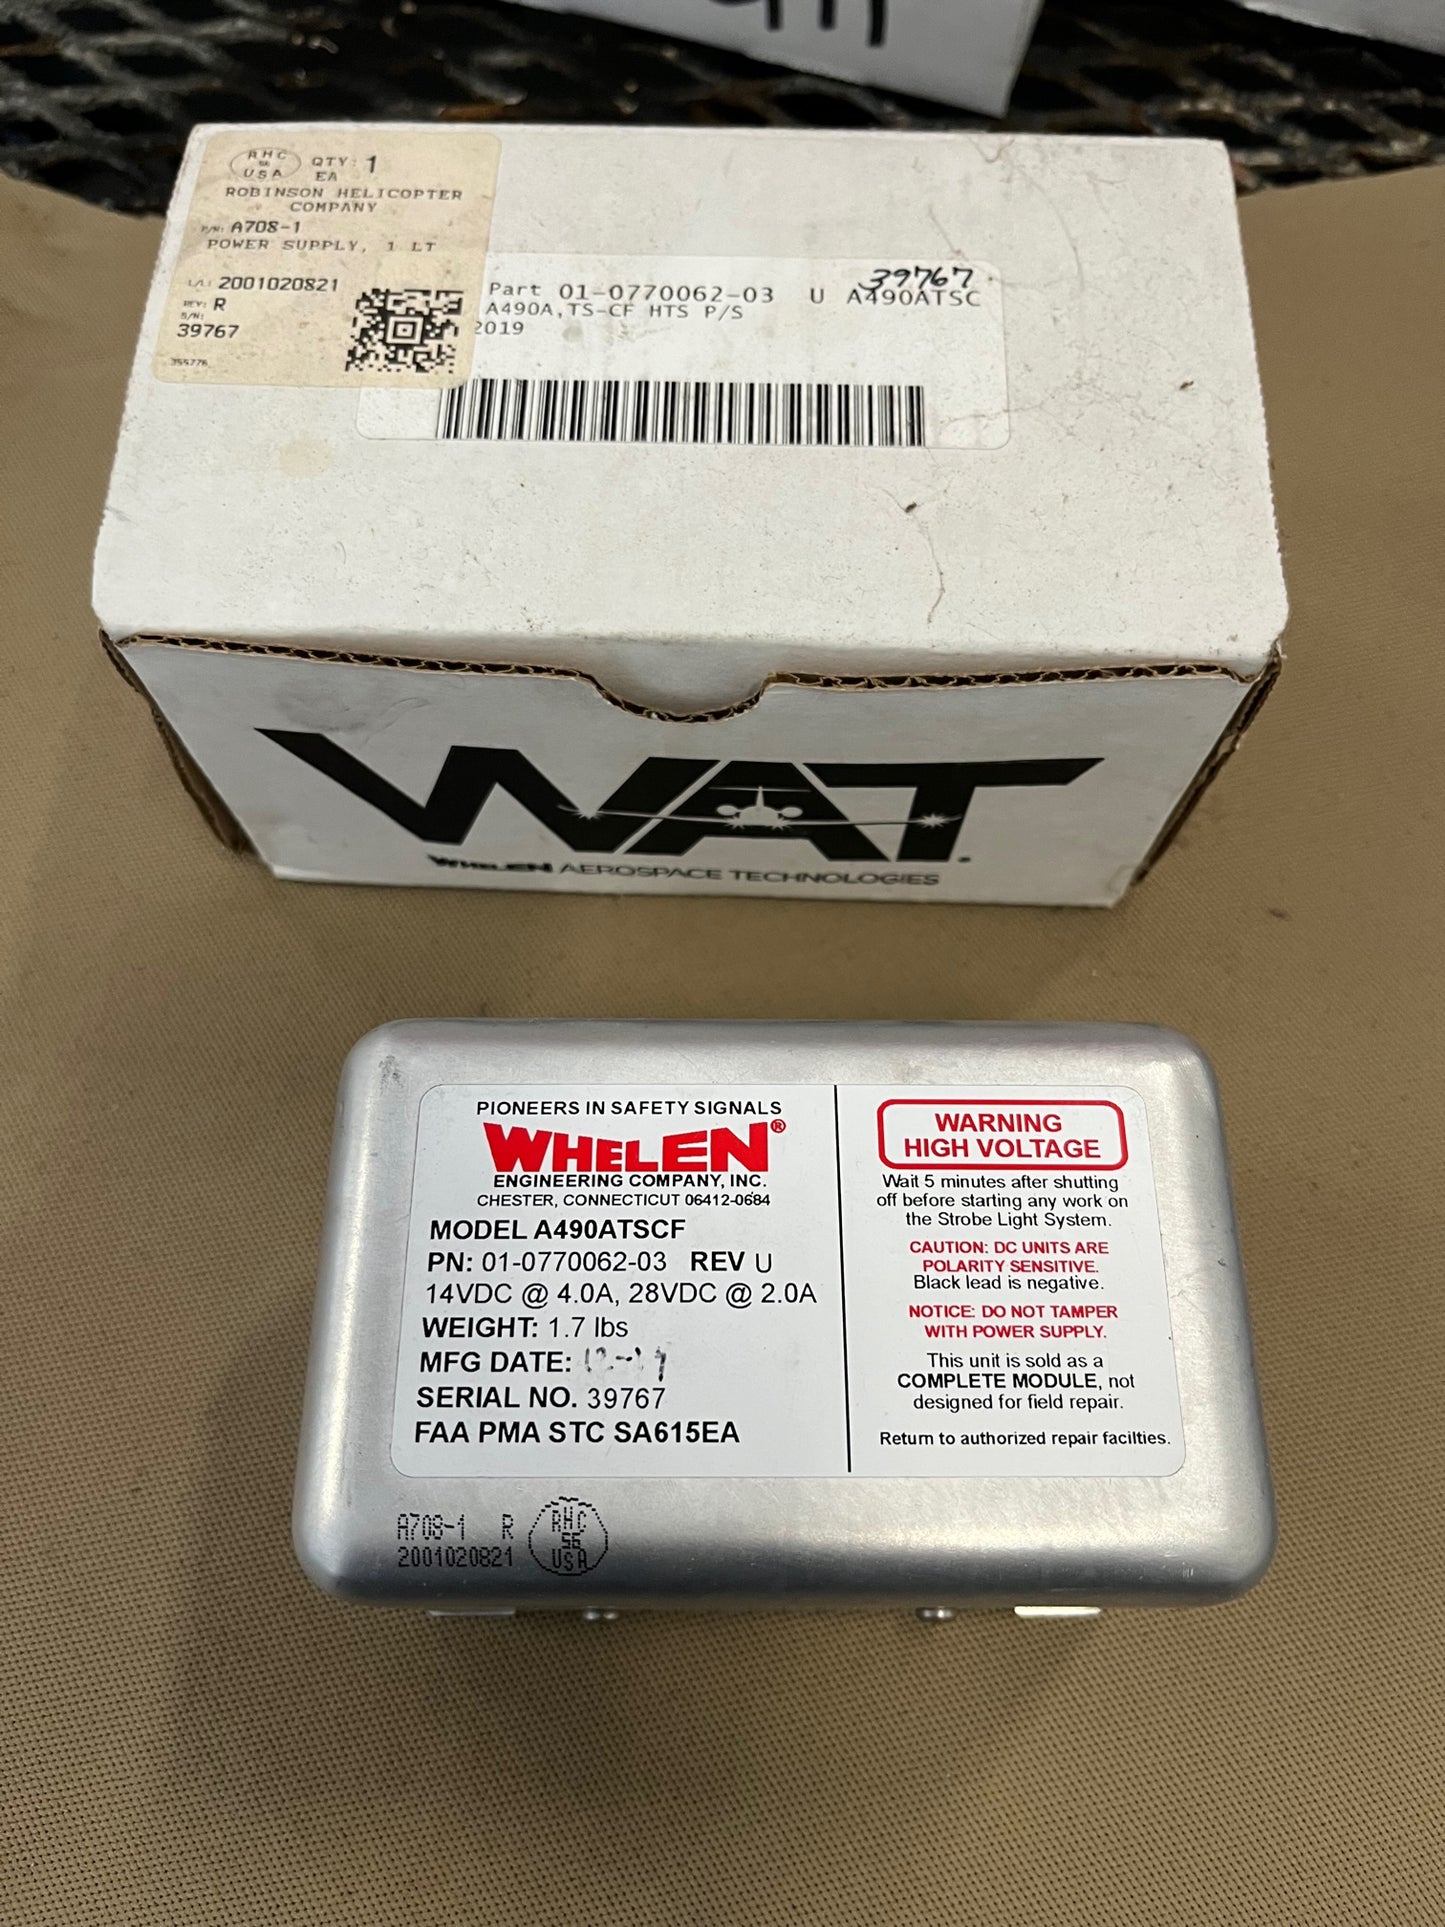 RHC
56
USA
QTY: 1
EA
ROBINSON HELICOPTER
COMPANY
P/N: A708-1
POWER SUPPLY, 1 LT
2001020821
REV: R
S/N:
39767
355776
39767
Part 01-0770062-03 U A490ATSC
A490A,TS-CF HTS P/S
2019
WAT
WHELEN AEROSPACE TECHNOLOGIES
PIONEERS IN SAFETY SIGNALS
WHELEN®
ENGINEERING COMPANY, INC.
CHESTER, CONNECTICUT 06412-0684
MODEL A490ATSCF
PN: 01-0770062-03 REV U
14VDC @ 4.0A, 28VDC @ 2.0A
WEIGHT: 1.7 lbs
MFG DATE: 12-19
SERIAL NO. 39767
FAA PMA STC SA615EA
WARNING
HIGH VOLTAGE
Wait 5 minutes after shutting
off before starting any work on
the Strobe Light System.
CAUTION: DC UNITS ARE
POLARITY SENSITIVE.
Black lead is negative.
NOTICE: DO NOT TAMPER
WITH POWER SUPPLY.
This unit is sold as a
COMPLETE MODULE, not
designed for field repair.
Return to authorized repair facilties.
A708-1 R
2001020821
RHC
56
USA